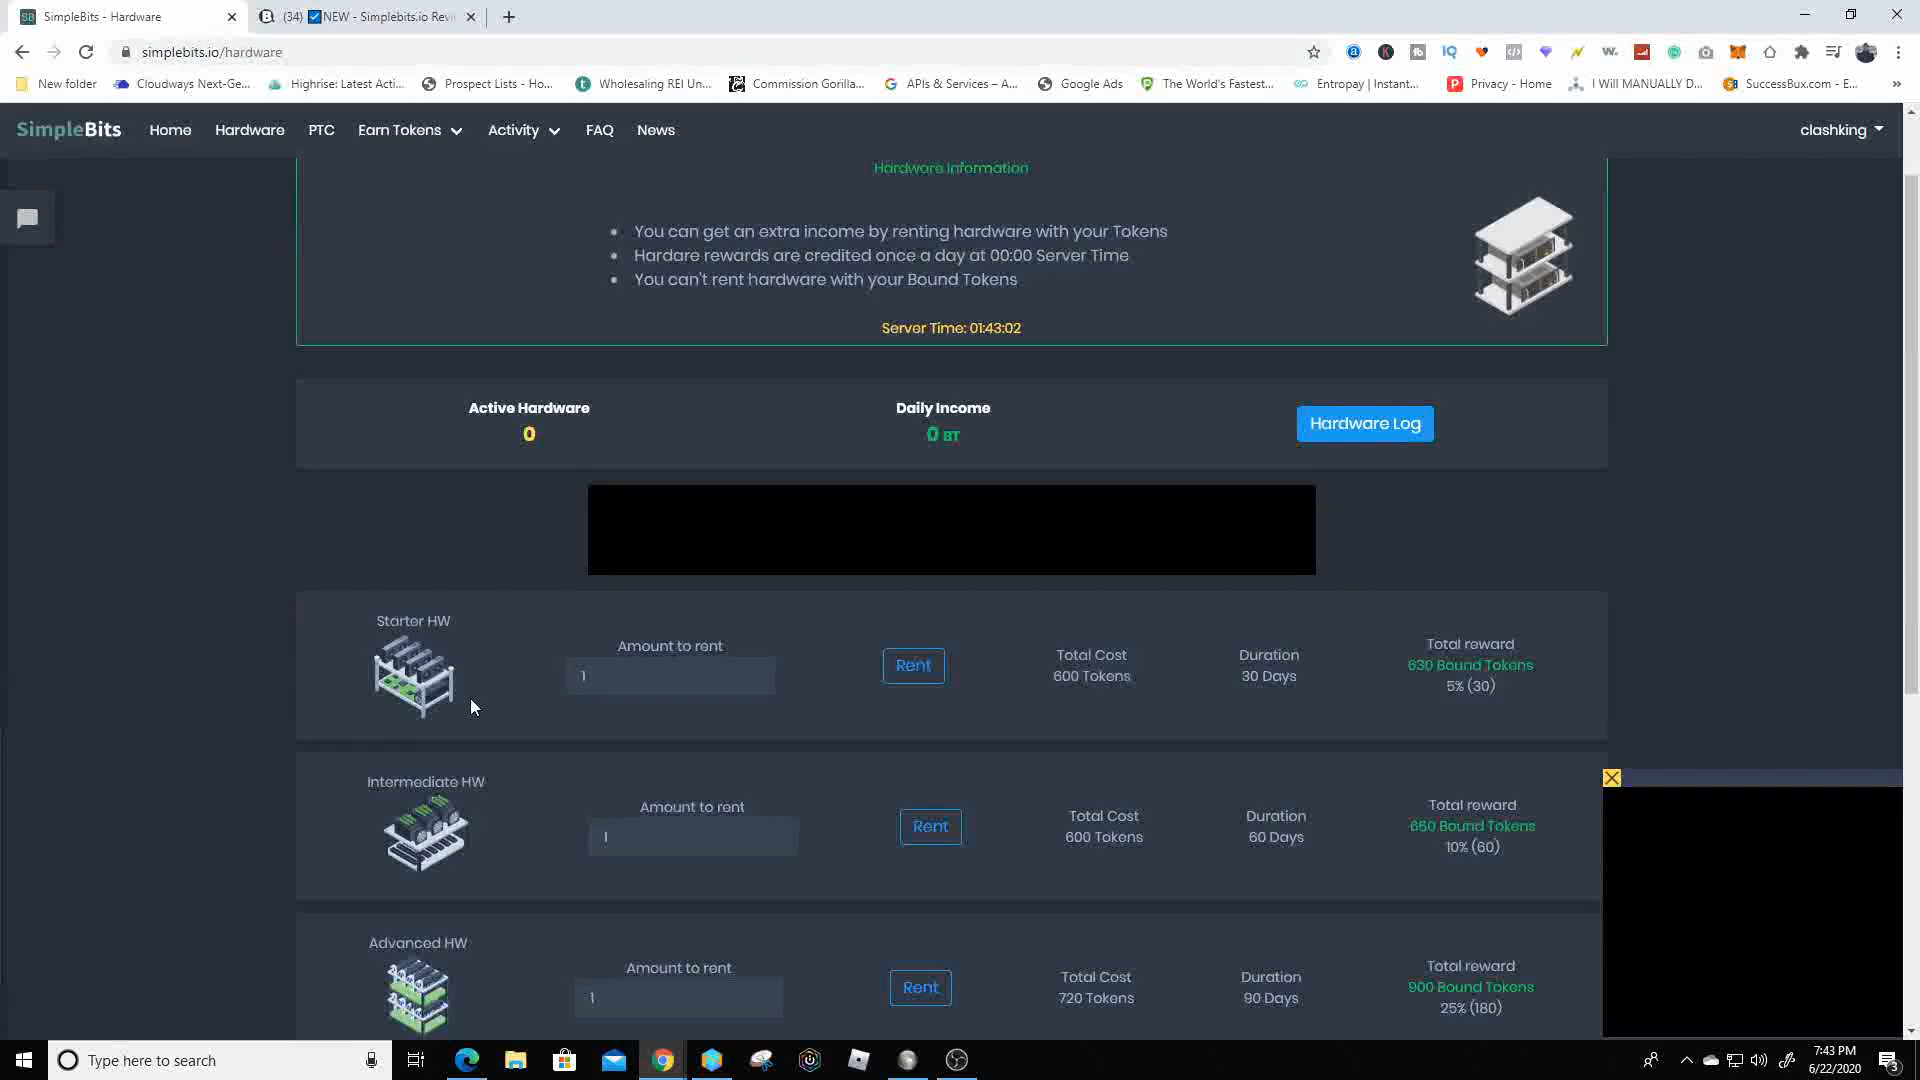 SimpleBits - Hardware
(34) ☑NEW - Simplebits.io Revi
simplebits.io/hardware
New folder
Cloudways Next-Ge...
Highrise: Latest Acti...
Prospect Lists - Ho...
Wholesaling REI Un...
Commission Gorilla...
APIs & Services – A...
Google Ads
The World's Fastest...
Entropay | Instant...
Privacy - Home
I Will MANUALLY D...
SuccessBux.com - E...
SimpleBits
Home
Hardware
PTC
Earn Tokens
Activity
FAQ
News
clashking
Hardware Information
You can get an extra income by renting hardware with your Tokens
Hardare rewards are credited once a day at 00:00 Server Time
You can't rent hardware with your Bound Tokens
Server Time: 01:43:02
Active Hardware
0
Daily Income
0 BT
Hardware Log
Starter HW
Amount to rent
1
Rent
Total Cost
600 Tokens
Duration
30 Days
Total reward
630 Bound Tokens
5% (30)
Intermediate HW
Amount to rent
1
Rent
Total Cost
600 Tokens
Duration
60 Days
Total reward
660 Bound Tokens
10% (60)
Advanced HW
Amount to rent
1
Rent
Total Cost
720 Tokens
Duration
90 Days
Total reward
900 Bound Tokens
25% (180)
Type here to search
7:43 PM
6/22/2020
3